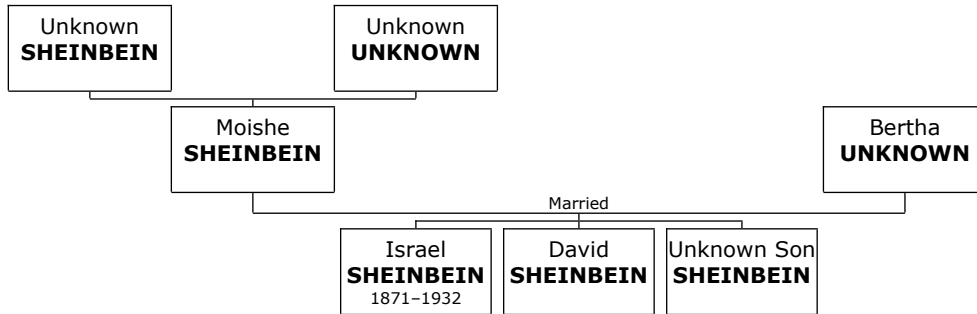 Unknown
SHEINBEIN
Unknown
UNKNOWN
Moishe
SHEINBEIN
Bertha
UNKNOWN
Married
Israel
SHEINBEIN
1871–1932
David
SHEINBEIN
Unknown Son
SHEINBEIN